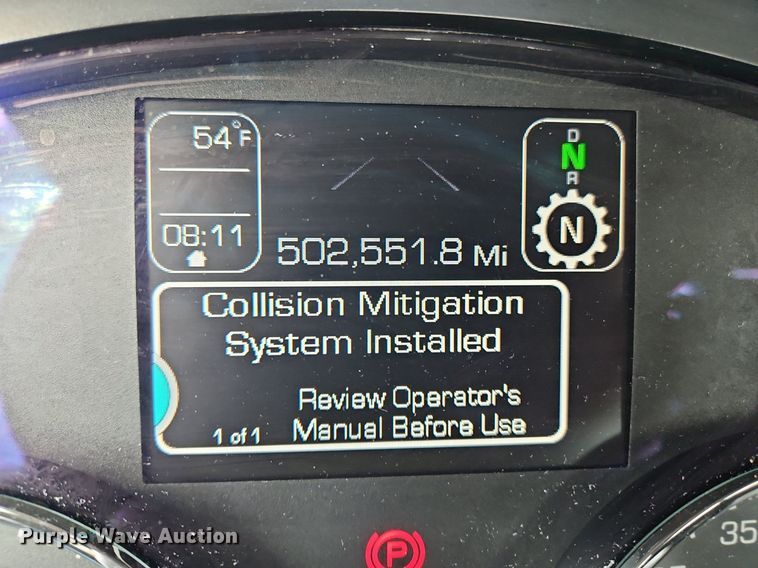 54°F
D
N
R
08:11
502,551.8 Mi
N
Collision Mitigation
System Installed
Review Operator's
1 of 1 Manual Before Use
P
35
Purple Wave Auction